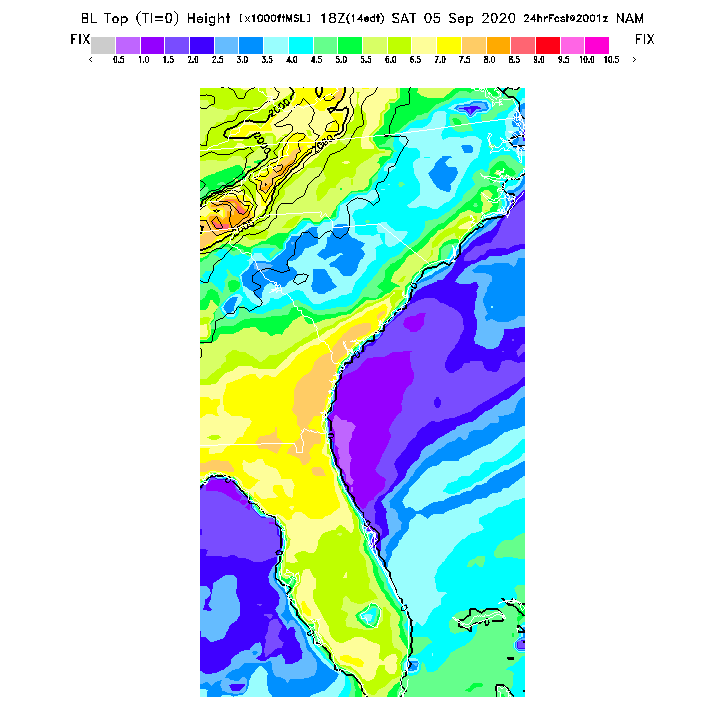 BL Top (TI=0) Height [x1000ftMSL] 18Z(14edt) SAT 05 Sep 2020 24hrFcst@2001z NAM
FIX FIX
< 0.5 1.0 1.5 2.0 2.5 3.0 3.5 4.0 4.5 5.0 5.5 6.0 6.5 7.0 7.5 8.0 8.5 9.0 9.5 10.0 10.5 >
2000
2000
2000